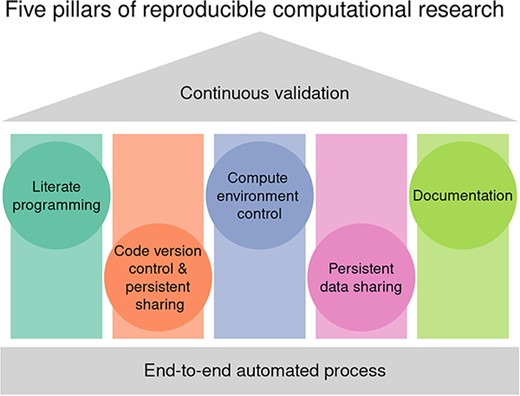 Five pillars of reproducible computational research
Continuous validation
Literate
programming
Code version
control &
persistent
sharing
Compute
environment
control
Persistent
data sharing
Documentation
End-to-end automated process